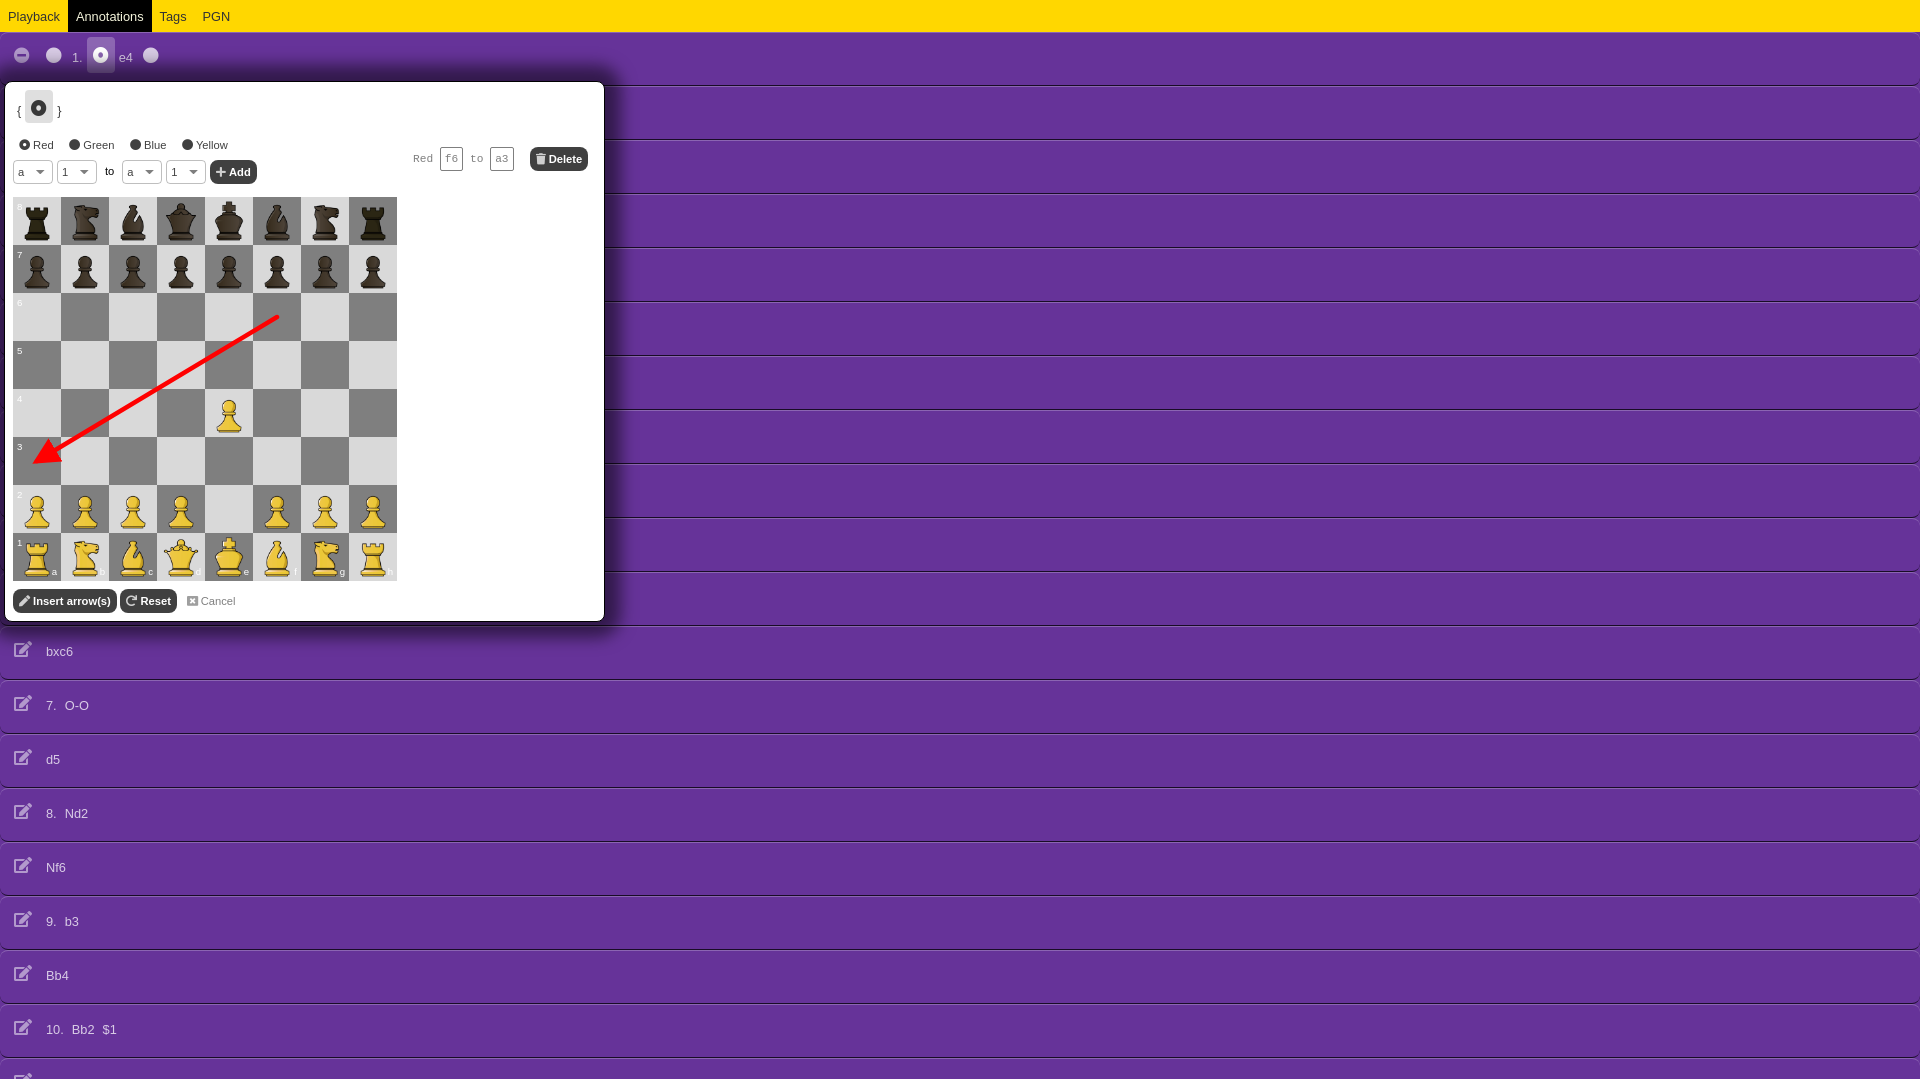 Playback Annotations Tags PGN
1. e4
{ }
Red Green Blue Yellow
Red f6 to a3 Delete
a 1 to a 1 Add
8
7
6
5
4
3
2
1
a b c d e f g h
Insert arrow(s) Reset Cancel
bxc6
7. O-O
d5
8. Nd2
Nf6
9. b3
Bb4
10. Bb2 $1